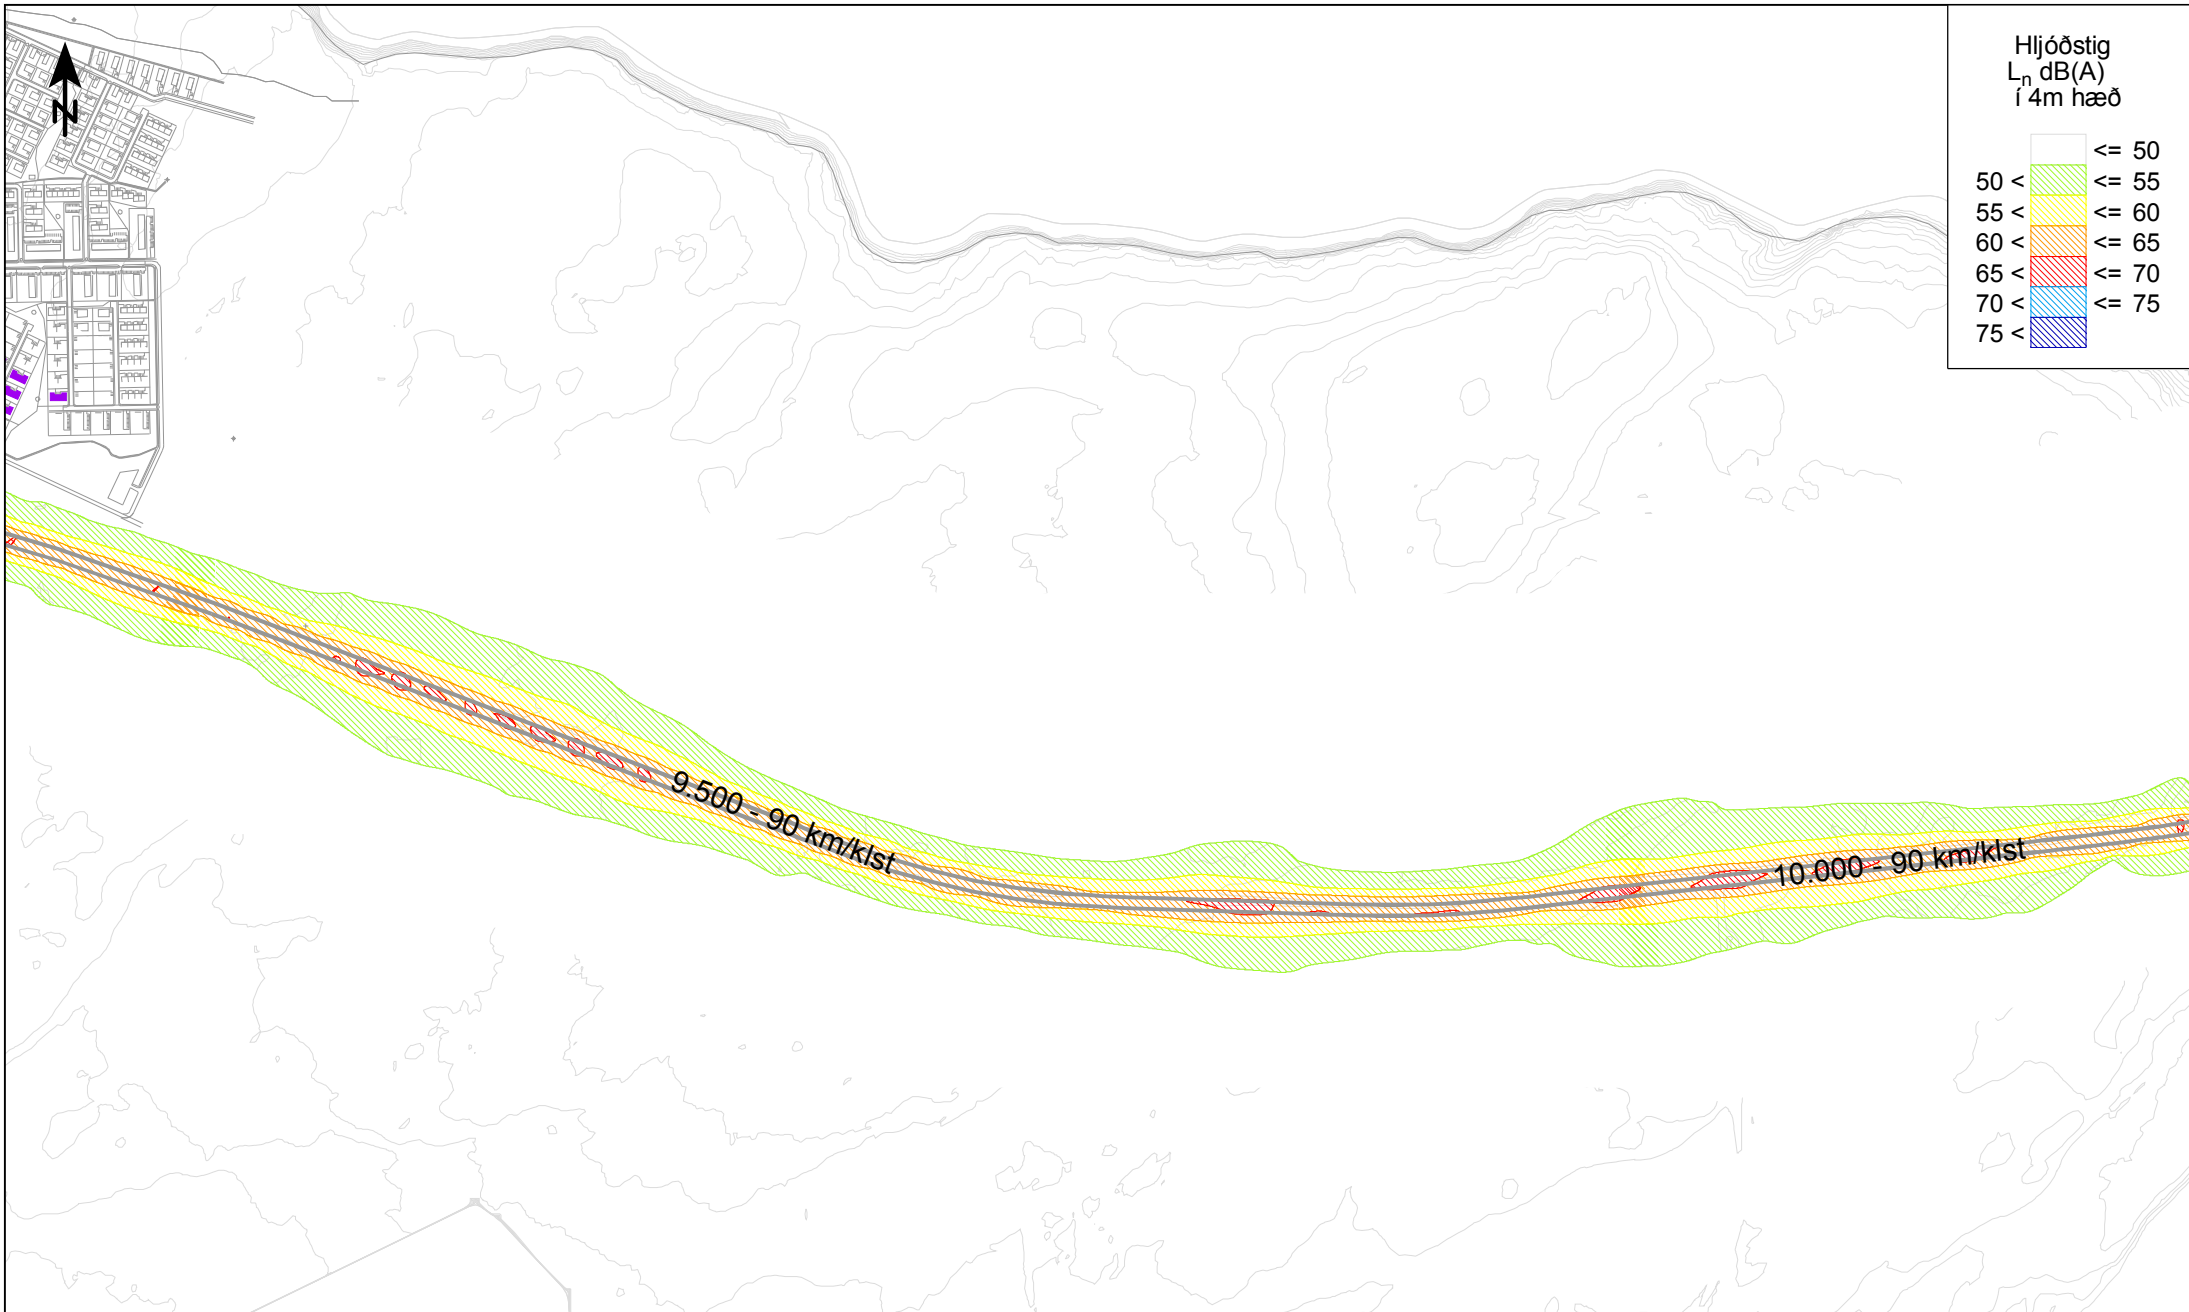 N
Hljóðstig
Ln dB(A)
í 4m hæð
<= 50
50 < <= 55
55 < <= 60
60 < <= 65
65 < <= 70
70 < <= 75
75 <
9.500 - 90 km/klst
10.000 - 90 km/klst